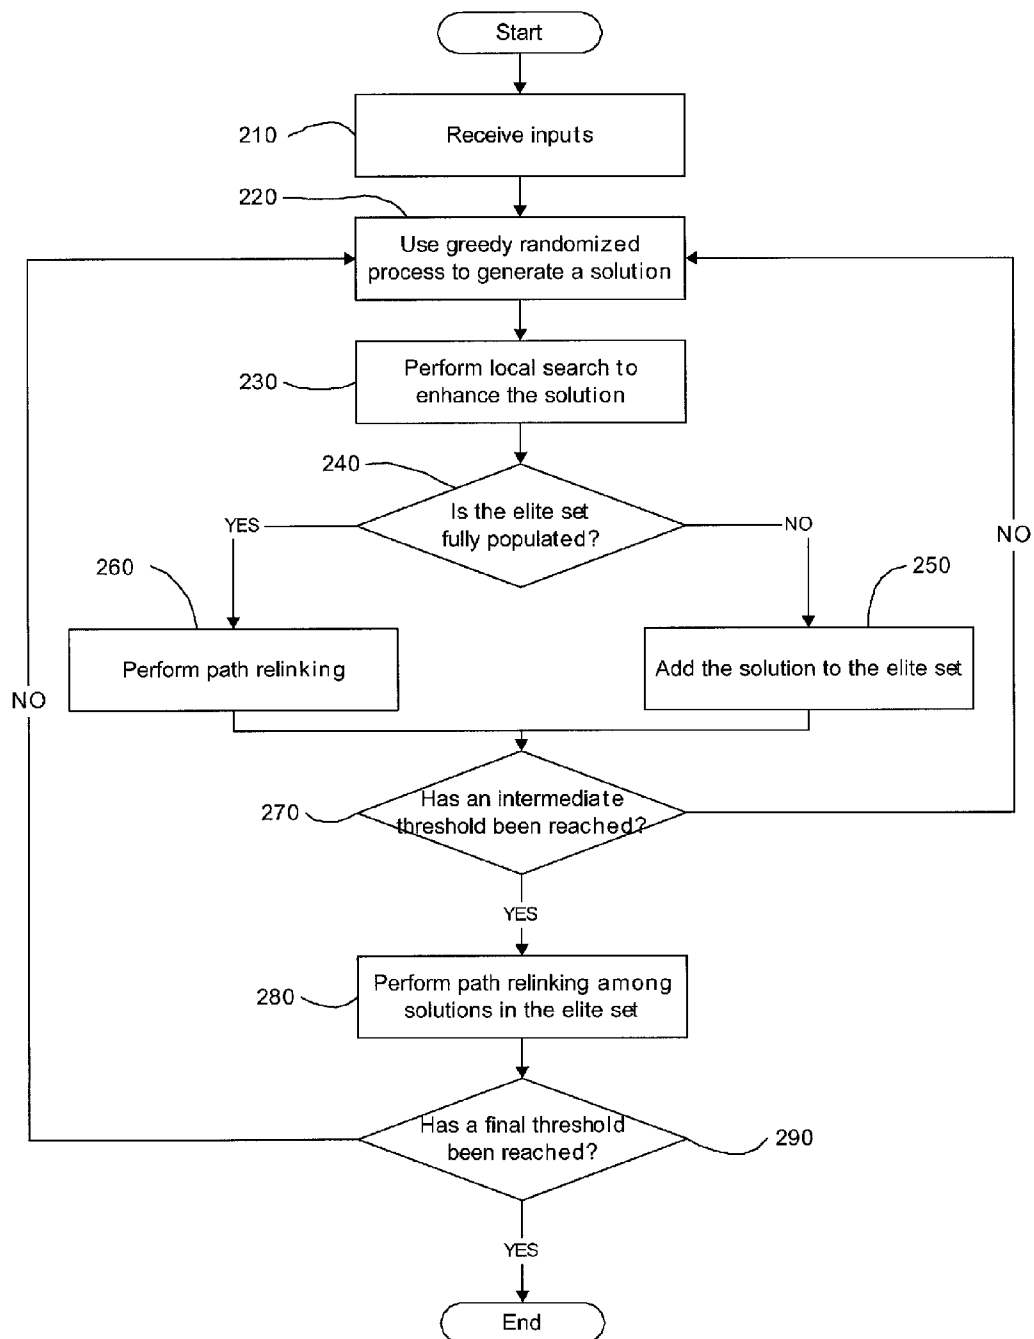 Start
210
Receive inputs
220
Use greedy randomized
process to generate a solution
230
Perform local search to
enhance the solution
240
Is the elite set
fully populated?
YES
NO
NO
260
250
Perform path relinking
Add the solution to the elite set
NO
270
Has an intermediate
threshold been reached?
YES
280
Perform path relinking among
solutions in the elite set
Has a final threshold
been reached?
290
YES
End